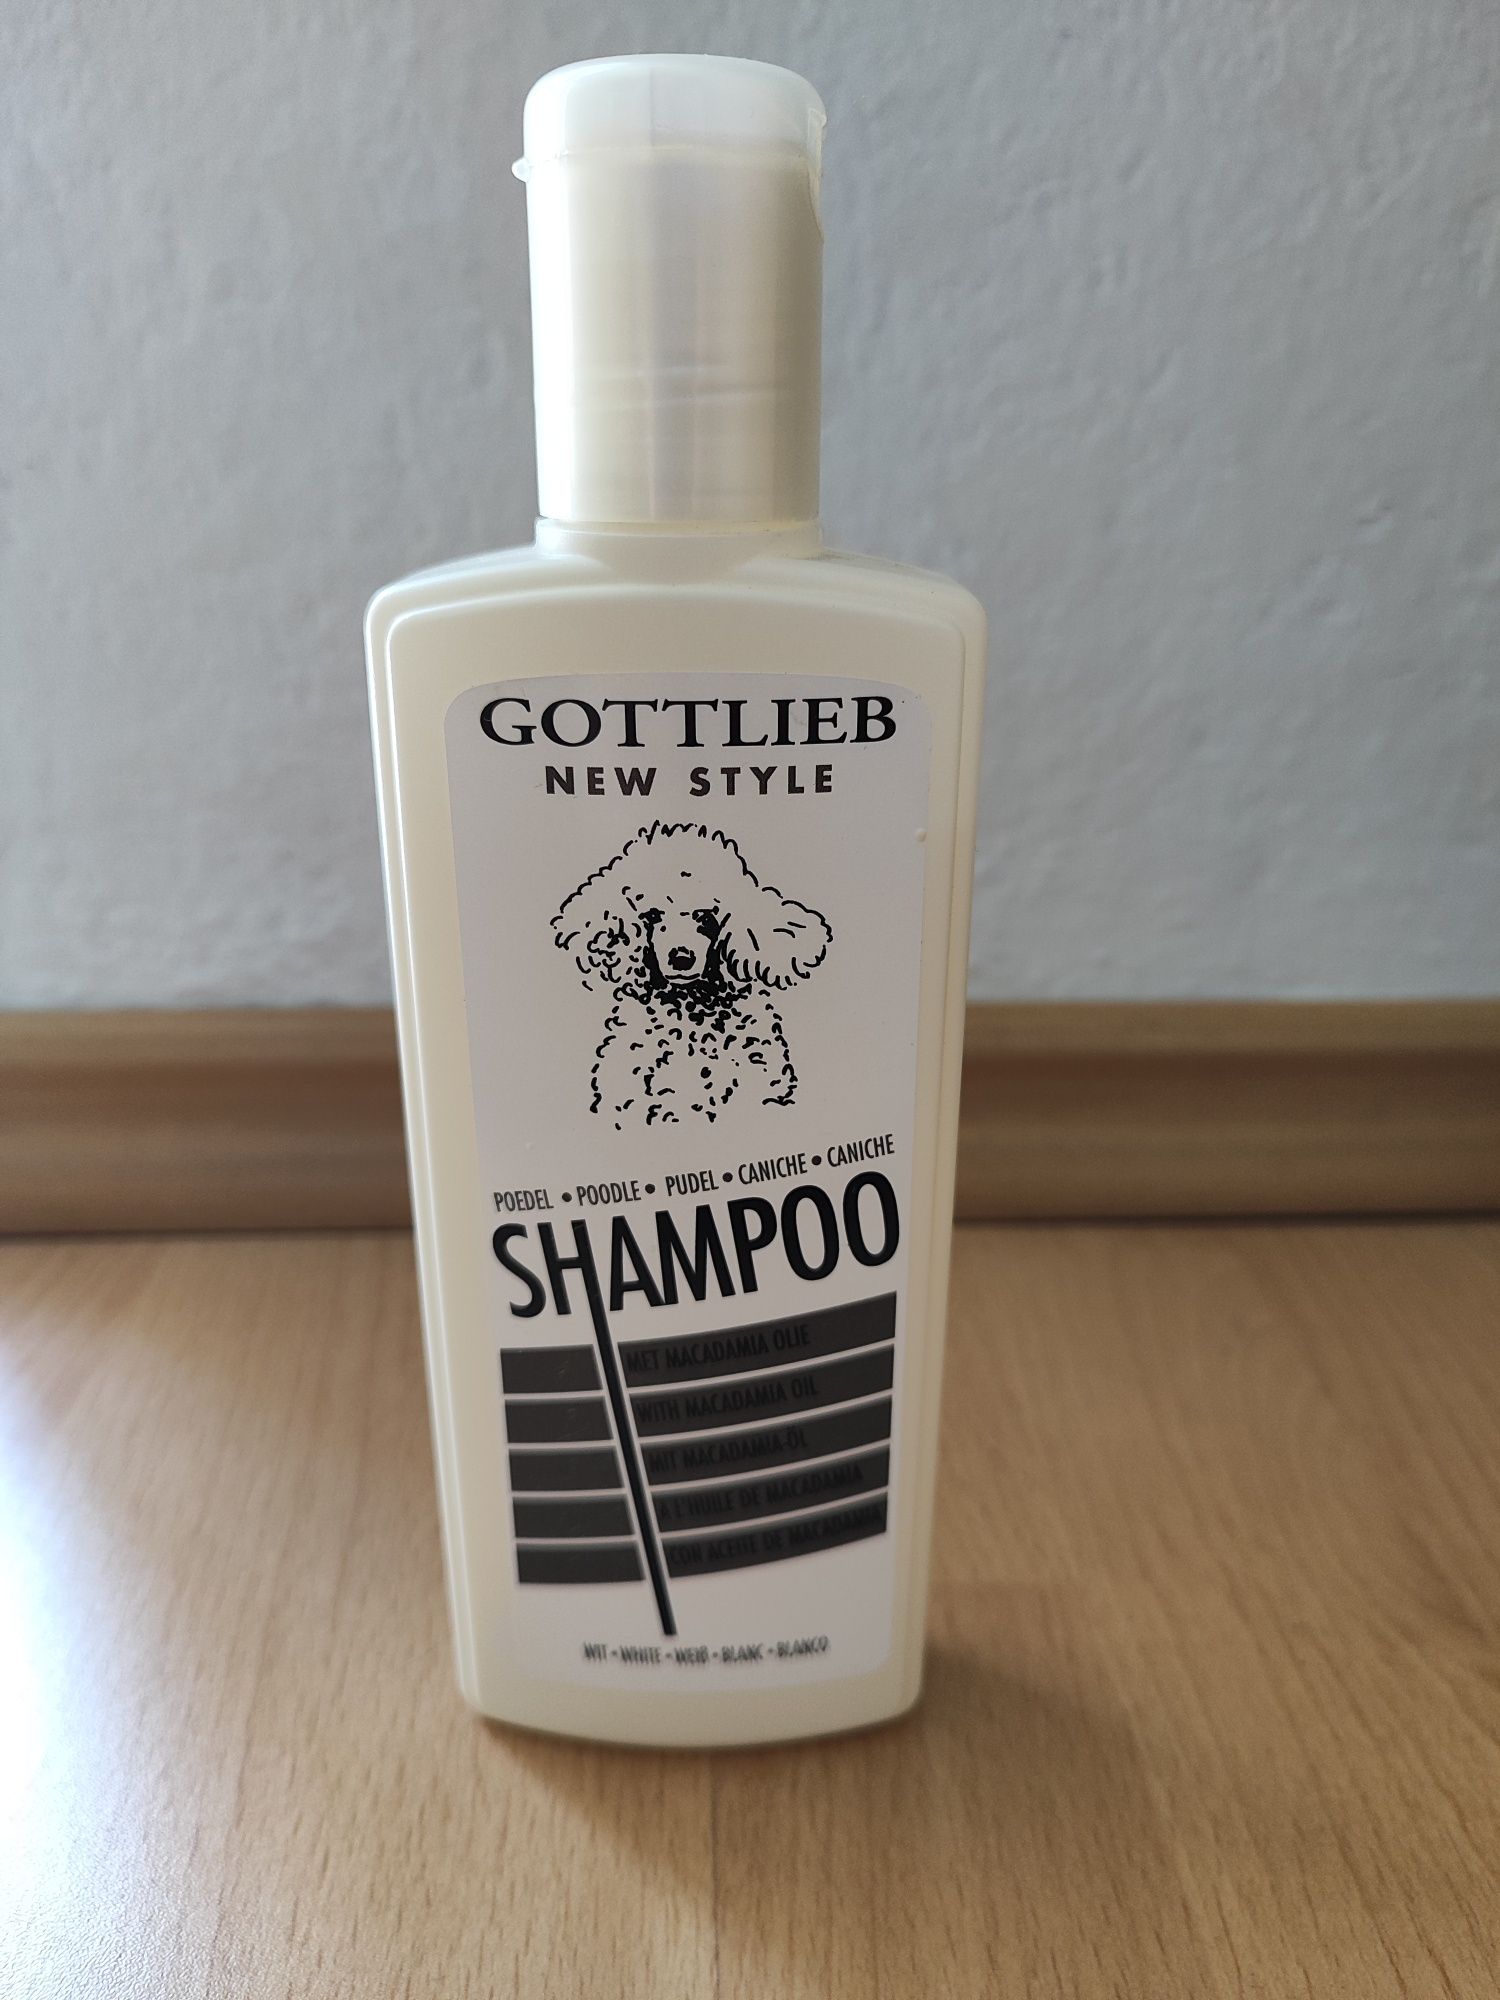 GOTTLIEB
NEW STYLE
POEDEL • POODLE • PUDEL • CANICHE • CANICHE
SHAMPOO
MET MACADAMIA OLIE
WITH MACADAMIA OIL
MIT MACADAMIA-ÖL
A L'HUILE DE MACADAMIA
CON ACEITE DE MACADAMIA
WIT - WHITE - WEIß - BLANC - BLANCO